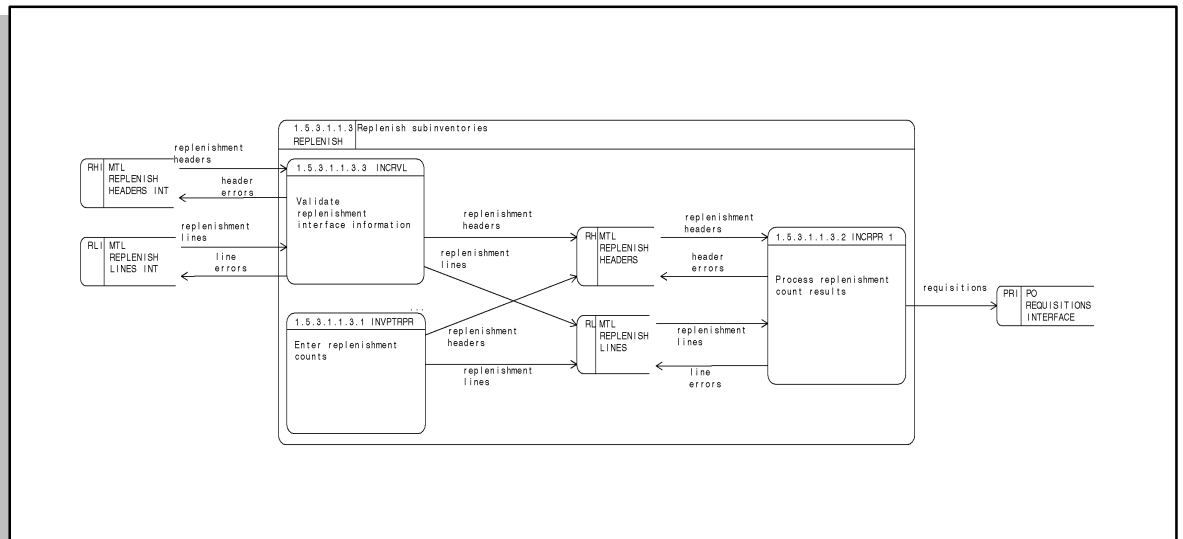 1.5.3.1.1.3 Replenish subinventories
REPLENISH
replenishment
headers
RHI MTL
REPLENISH
HEADERS INT
header
errors
replenishment
lines
RLI MTL
REPLENISH
LINES INT
line
errors
1.5.3.1.1.3.3 INCRVL
Validate
replenishment
interface information
...
1.5.3.1.1.3.1 INVPTRPR
Enter replenishment
counts
replenishment
headers
replenishment
lines
replenishment
headers
replenishment
lines
RH MTL
REPLENISH
HEADERS
RL MTL
REPLENISH
LINES
replenishment
headers
header
errors
replenishment
lines
line
errors
1.5.3.1.1.3.2 INCRPR 1
Process replenishment
count results
requisitions
PRI PO
REQUISITIONS
INTERFACE